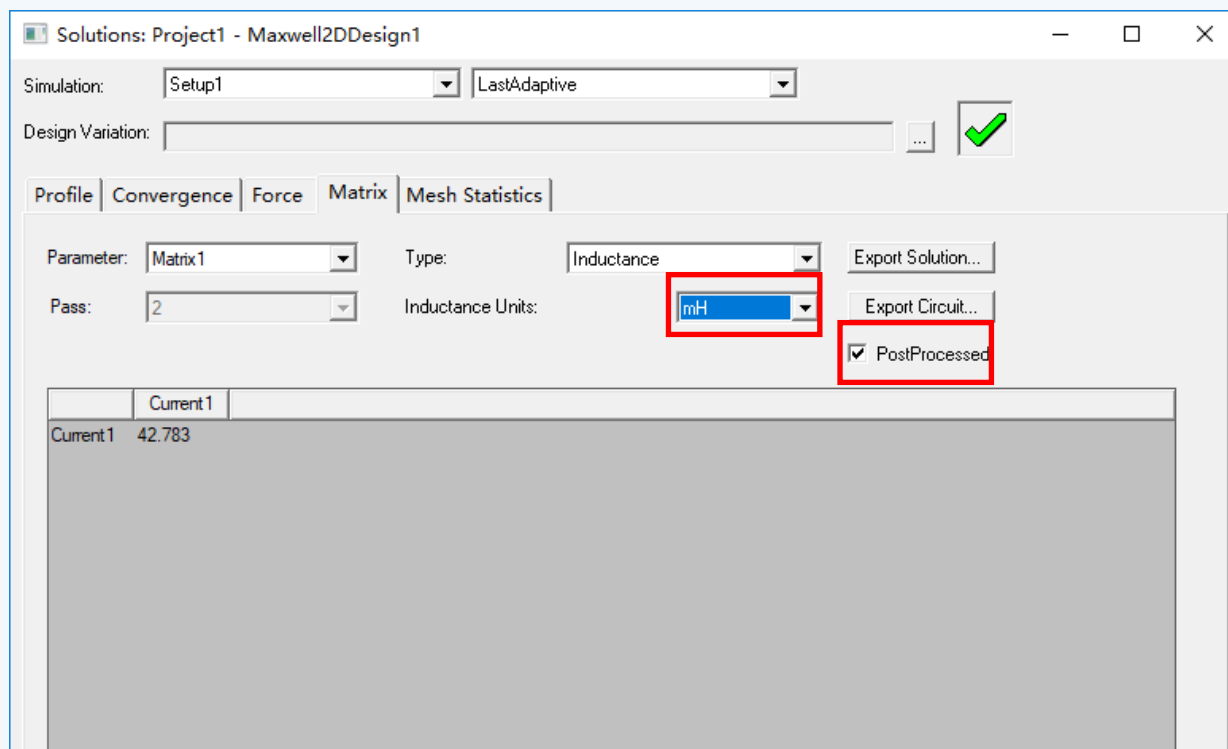 Solutions: Project1 - Maxwell2DDesign1
Simulation: Setup1 LastAdaptive
Design Variation: ...
Profile Convergence Force Matrix Mesh Statistics
Parameter: Matrix1 Type: Inductance Export Solution...
Pass: 2 Inductance Units: mH Export Circuit...
PostProcessed
Current1
Current1 42.783